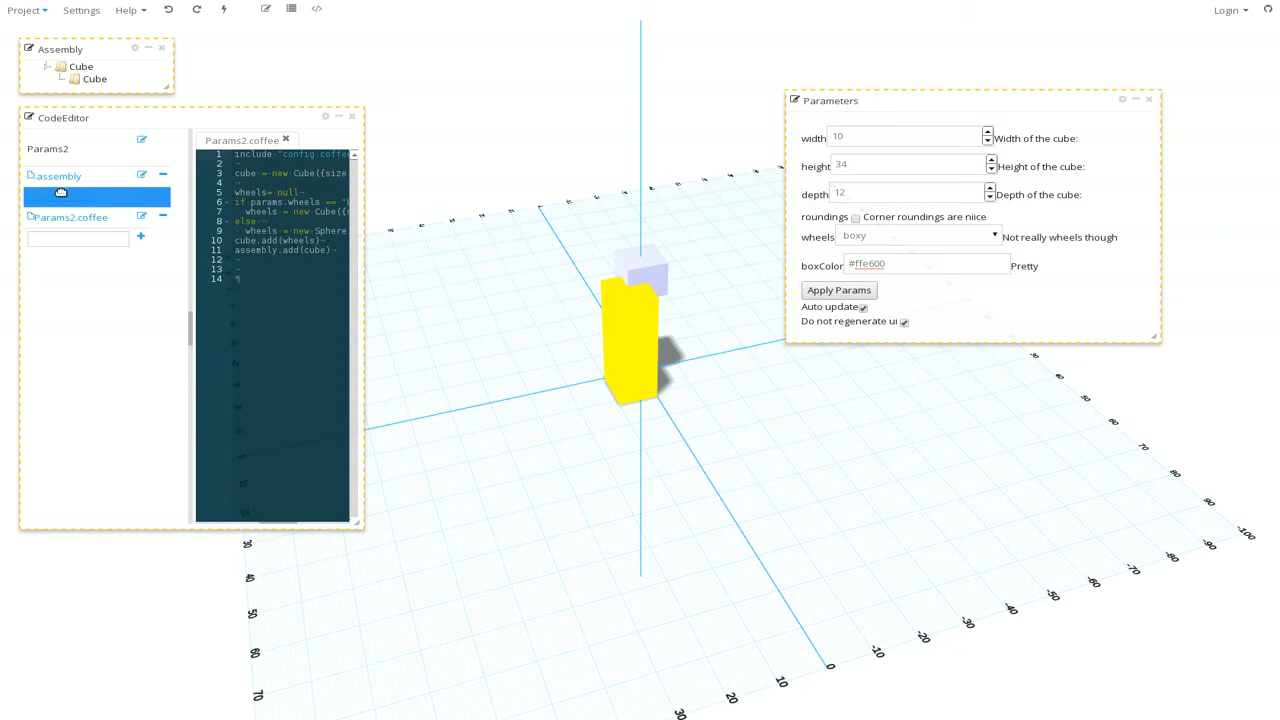 Project Settings Help Login
Assembly
Cube
Cube
CodeEditor
Params2
.assembly
Params2.coffee
Params2.coffee
1 include "config.coffee
2
3 cube = new Cube({size
4
5 wheels = null
6 if params.wheels == "
7 wheels = new Cube({
8 else
9 wheels = new Sphere
10 cube.add(wheels)
11 assembly.add(cube)
12
13
14
Parameters
width 10 Width of the cube:
height 34 Height of the cube:
depth 12 Depth of the cube:
roundings Corner roundings are niice
wheels boxy Not really wheels though
boxColor #ffe600 Pretty
Apply Params
Auto update
Do not regenerate ui
30
40
50
60
70
80
90
-100
-90
-80
-70
-60
-50
-40
-30
-20
-10
0
10
20
30
30
40
50
60
70